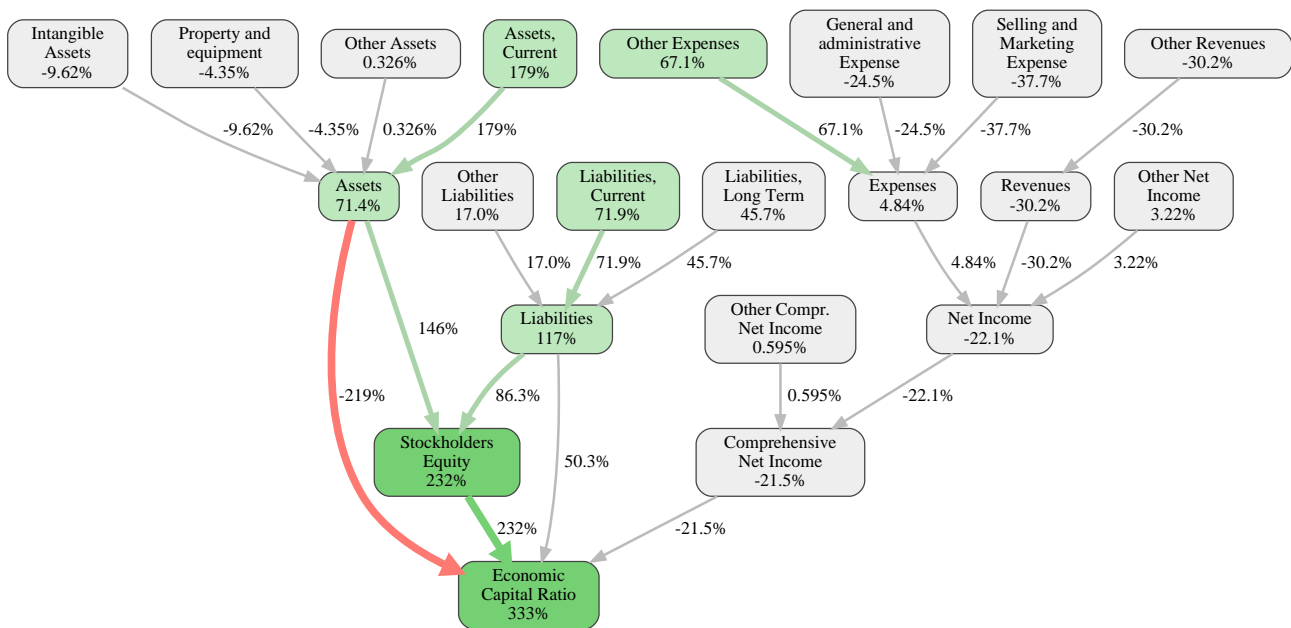 Intangible
Assets
-9.62%
Property and
equipment
-4.35%
Other Assets
0.326%
Assets,
Current
179%
Other Expenses
67.1%
General and
administrative
Expense
-24.5%
Selling and
Marketing
Expense
-37.7%
Other Revenues
-30.2%
-9.62%
-4.35%
0.326%
179%
67.1%
-24.5%
-37.7%
-30.2%
Assets
71.4%
Other
Liabilities
17.0%
Liabilities,
Current
71.9%
Liabilities,
Long Term
45.7%
Expenses
4.84%
Revenues
-30.2%
Other Net
Income
3.22%
17.0%
71.9%
45.7%
4.84%
-30.2%
3.22%
146%
Liabilities
117%
Other Compr.
Net Income
0.595%
Net Income
-22.1%
-219%
86.3%
0.595%
-22.1%
Stockholders
Equity
232%
50.3%
Comprehensive
Net Income
-21.5%
232%
-21.5%
Economic
Capital Ratio
333%